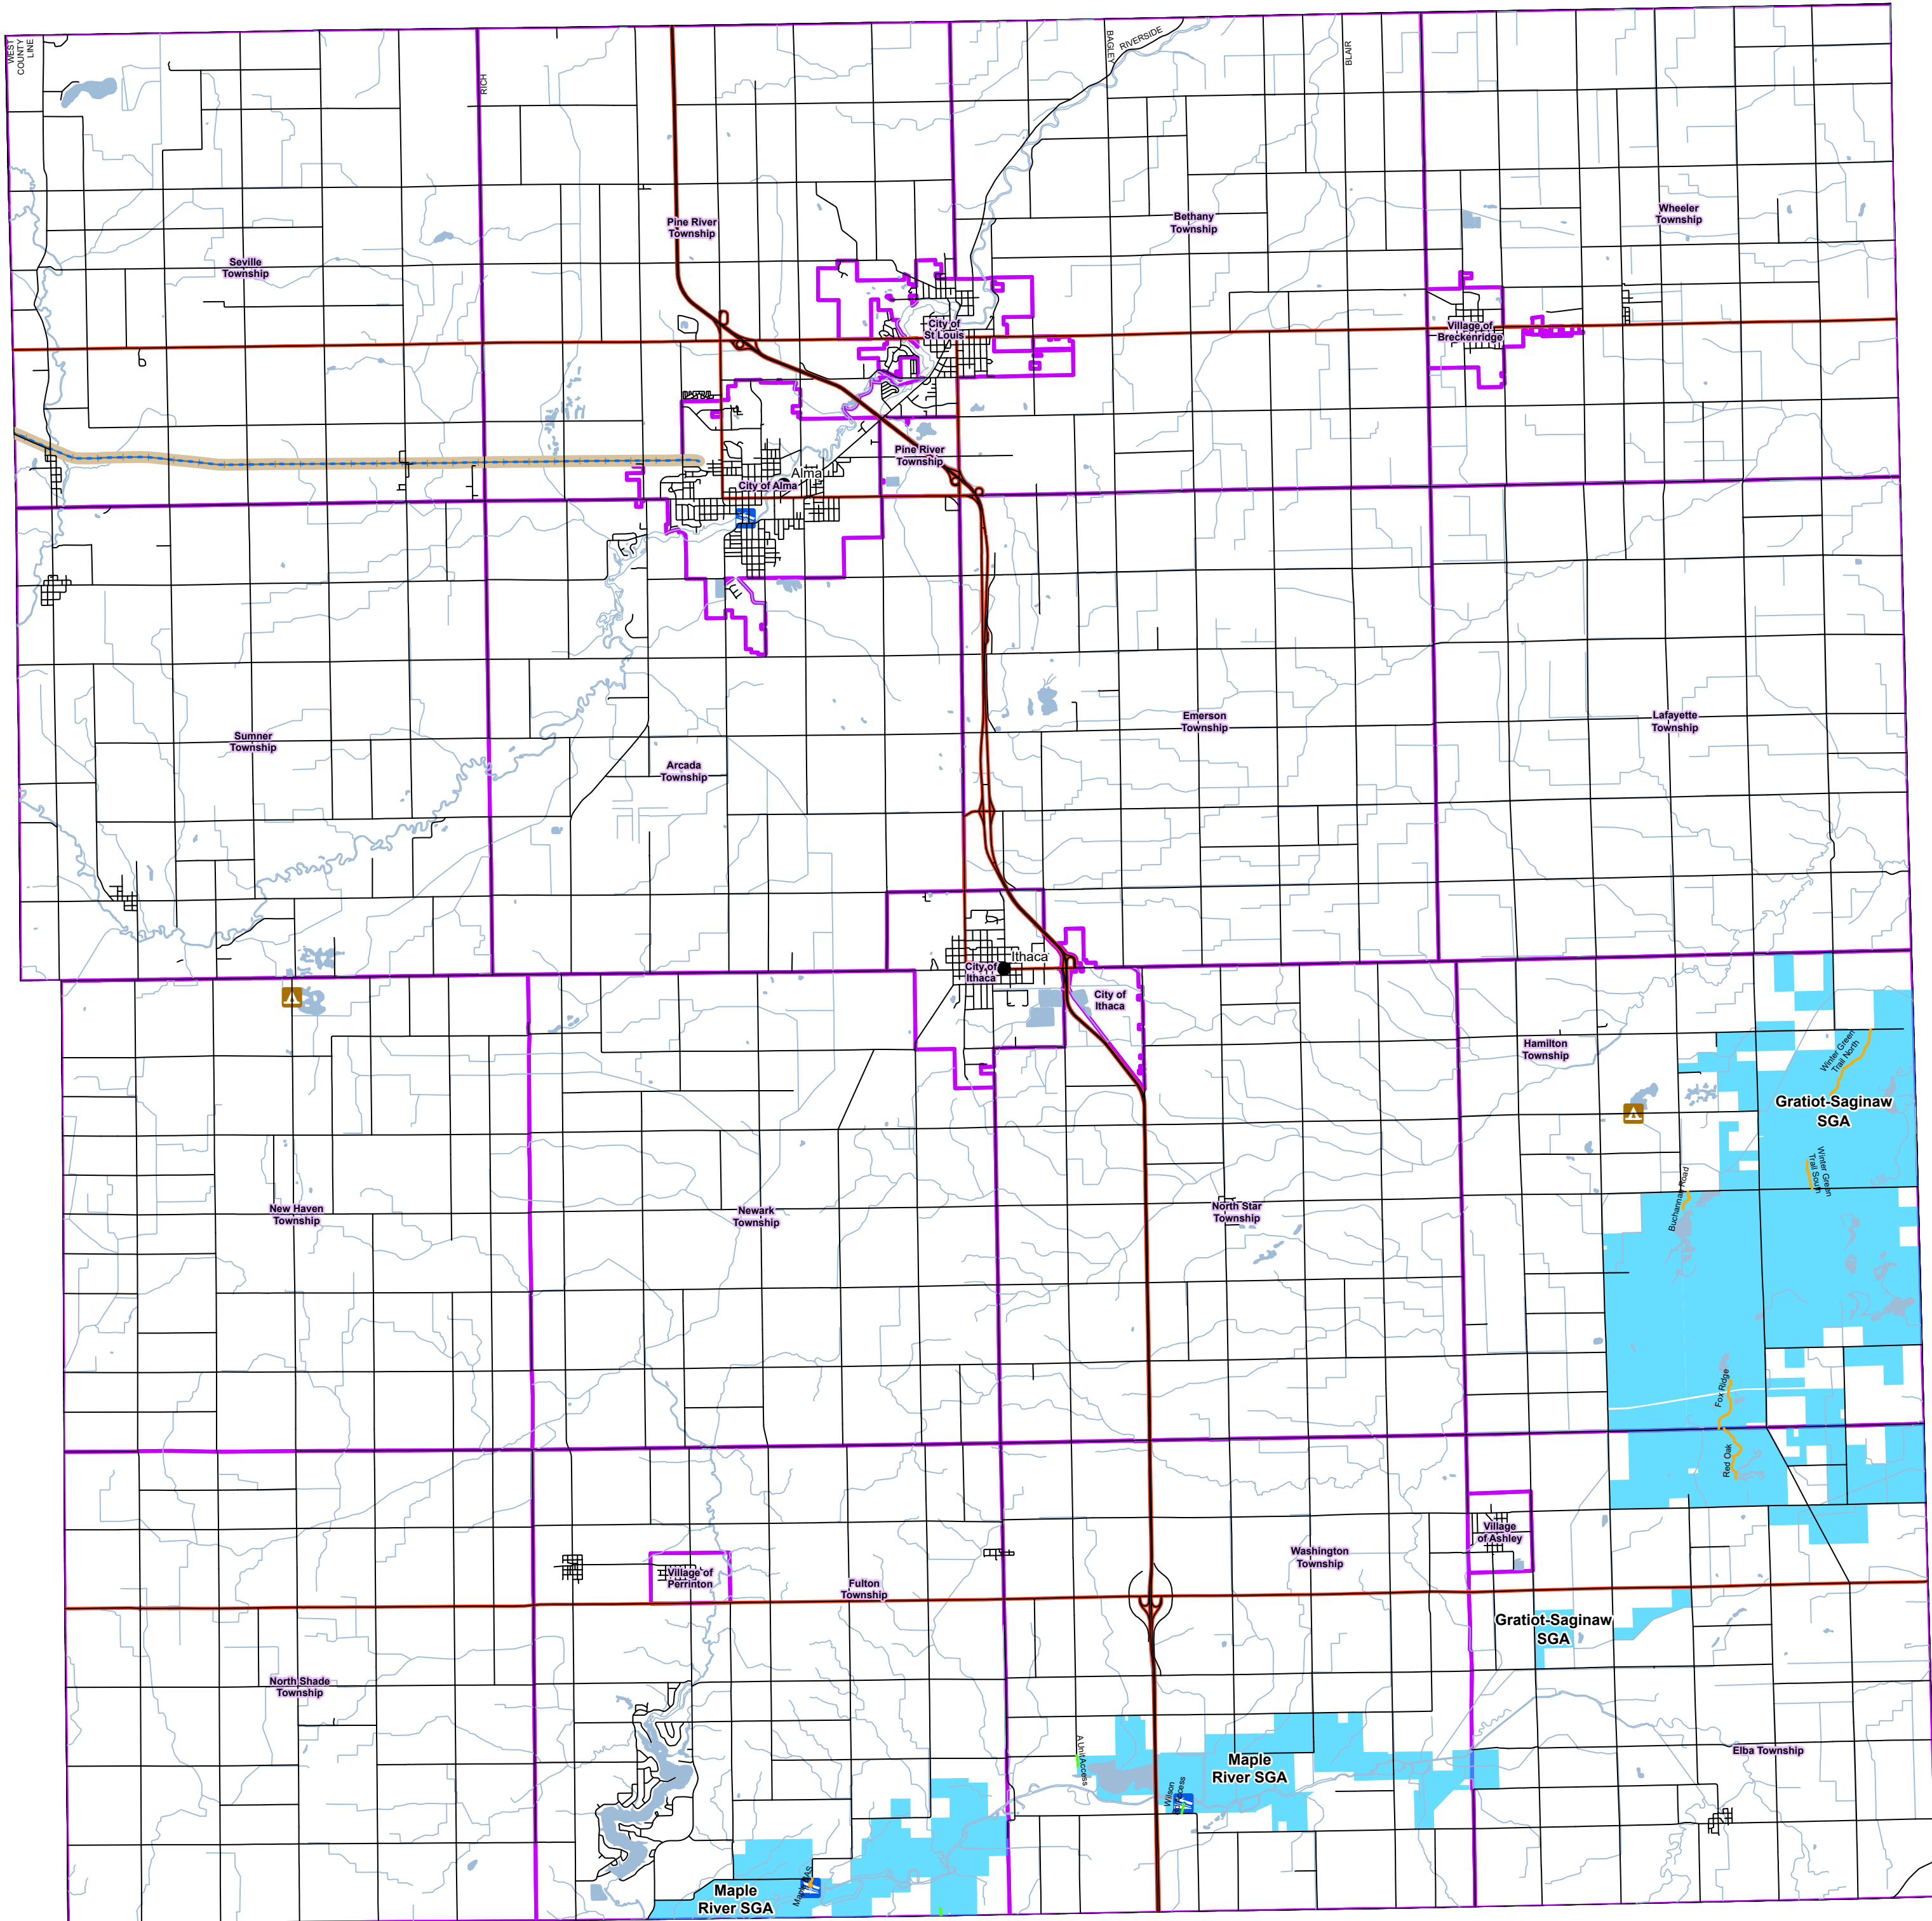 WEST
COUNTY
LINE
RICH
BAGLEY
RIVERSIDE
BLAIR
Pine River
Township
Bethany
Township
Wheeler
Township
Seville
Township
City of
St Louis
Village of
Breckenridge
Pine River
Township
Alma
City of Alma
Sumner
Township
Arcada
Township
Emerson
Township
Lafayette
Township
Ithaca
City of
Ithaca
City of
Ithaca
Hamilton
Township
Winter Green
Trail North
Gratiot-Saginaw
SGA
Winter Green
Trail South
Buchannan Road
New Haven
Township
Newark
Township
North Star
Township
Fox Ridge
Red Oak
Village
of Ashley
Washington
Township
Village of
Perrinton
Fulton
Township
Gratiot-Saginaw
SGA
North Shade
Township
A Unit Access
Maple
River SGA
Elba Township
Wilson
Access
Maple
River SGA